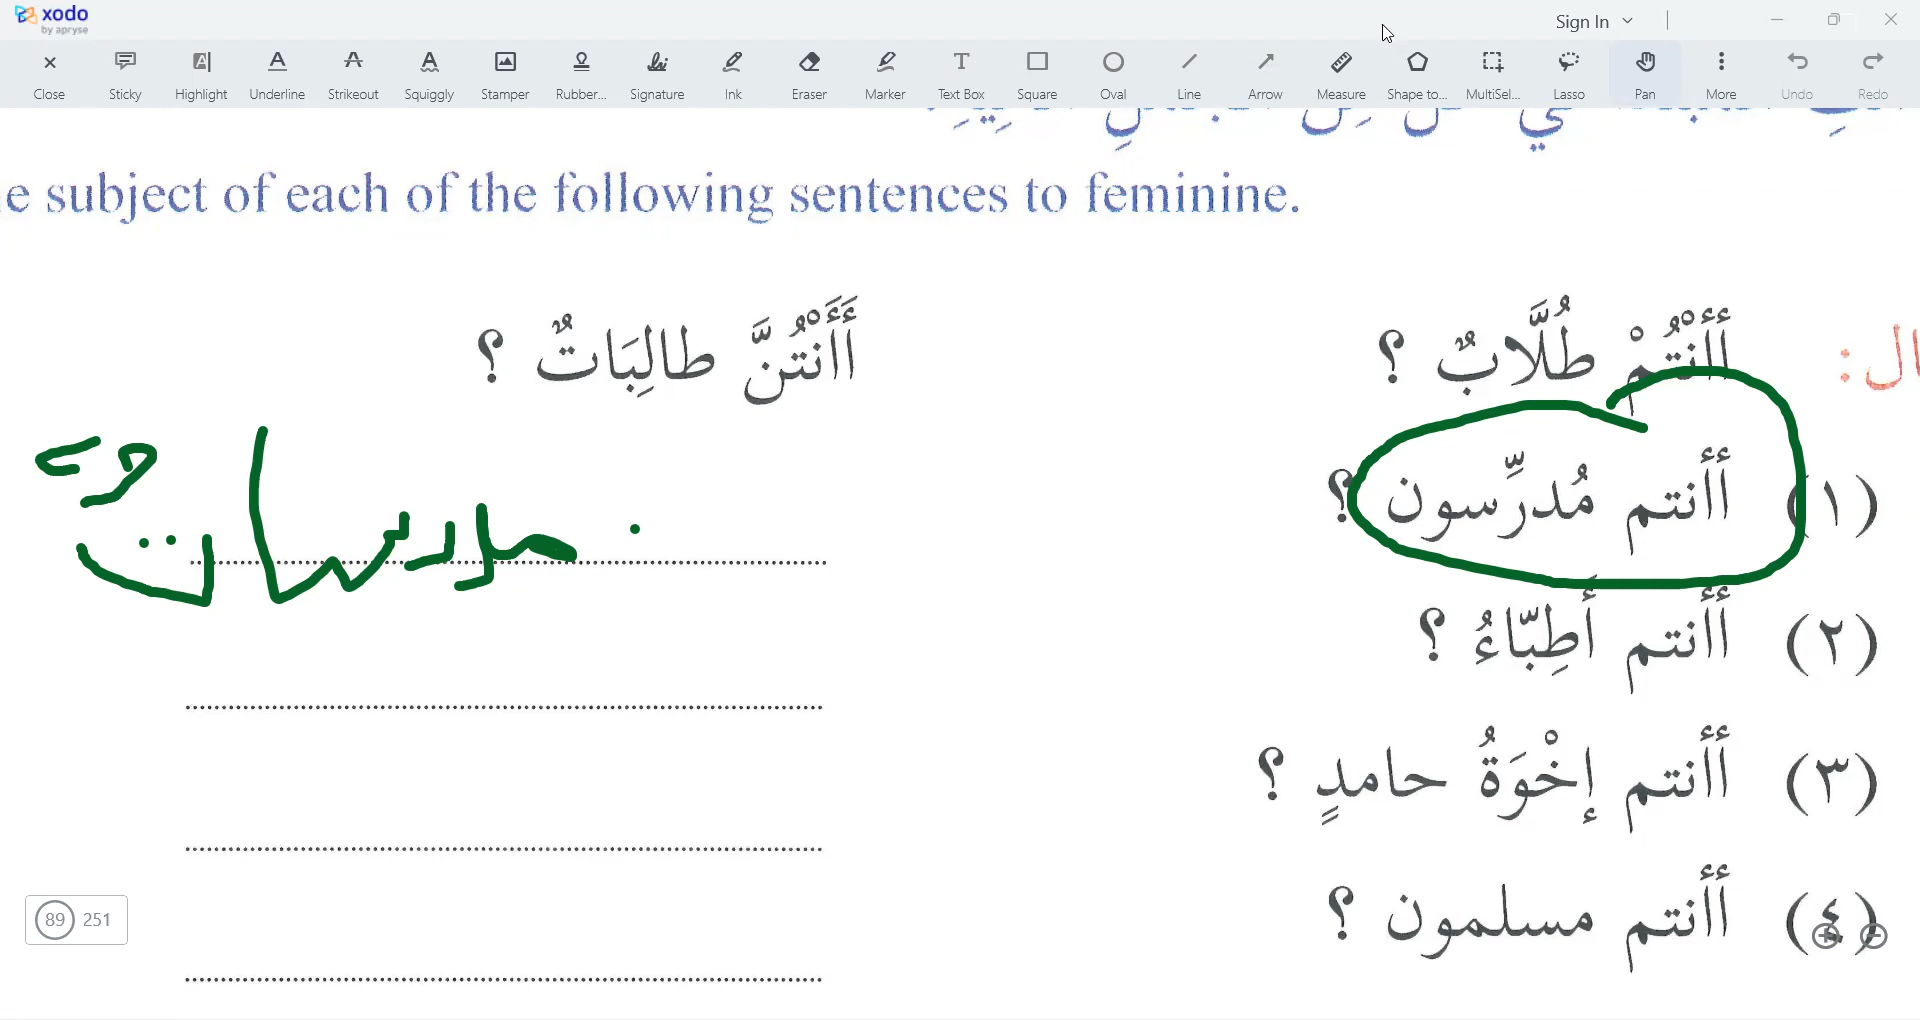 xodo
by apryse
Sign In
Close Sticky Highlight Underline Strikeout Squiggly Stamper Rubber... Signature Ink Eraser Marker Text Box Square Oval Line Arrow Measure Shape to... MultiSel... Lasso Pan More Undo Redo
e subject of each of the following sentences to feminine.
ال: أَأَنْتُمْ طُلَّابٌ ؟ أَأَنْتُنَّ طالِبَاتٌ ؟
(١) أأنتم مُدرِّسون ؟
مدرسات
(٢) أأنتم أَطِبّاءُ ؟
(٣) أأنتم إِخْوَةُ حامدٍ ؟
(٤) أأنتم مسلمون ؟
89 251